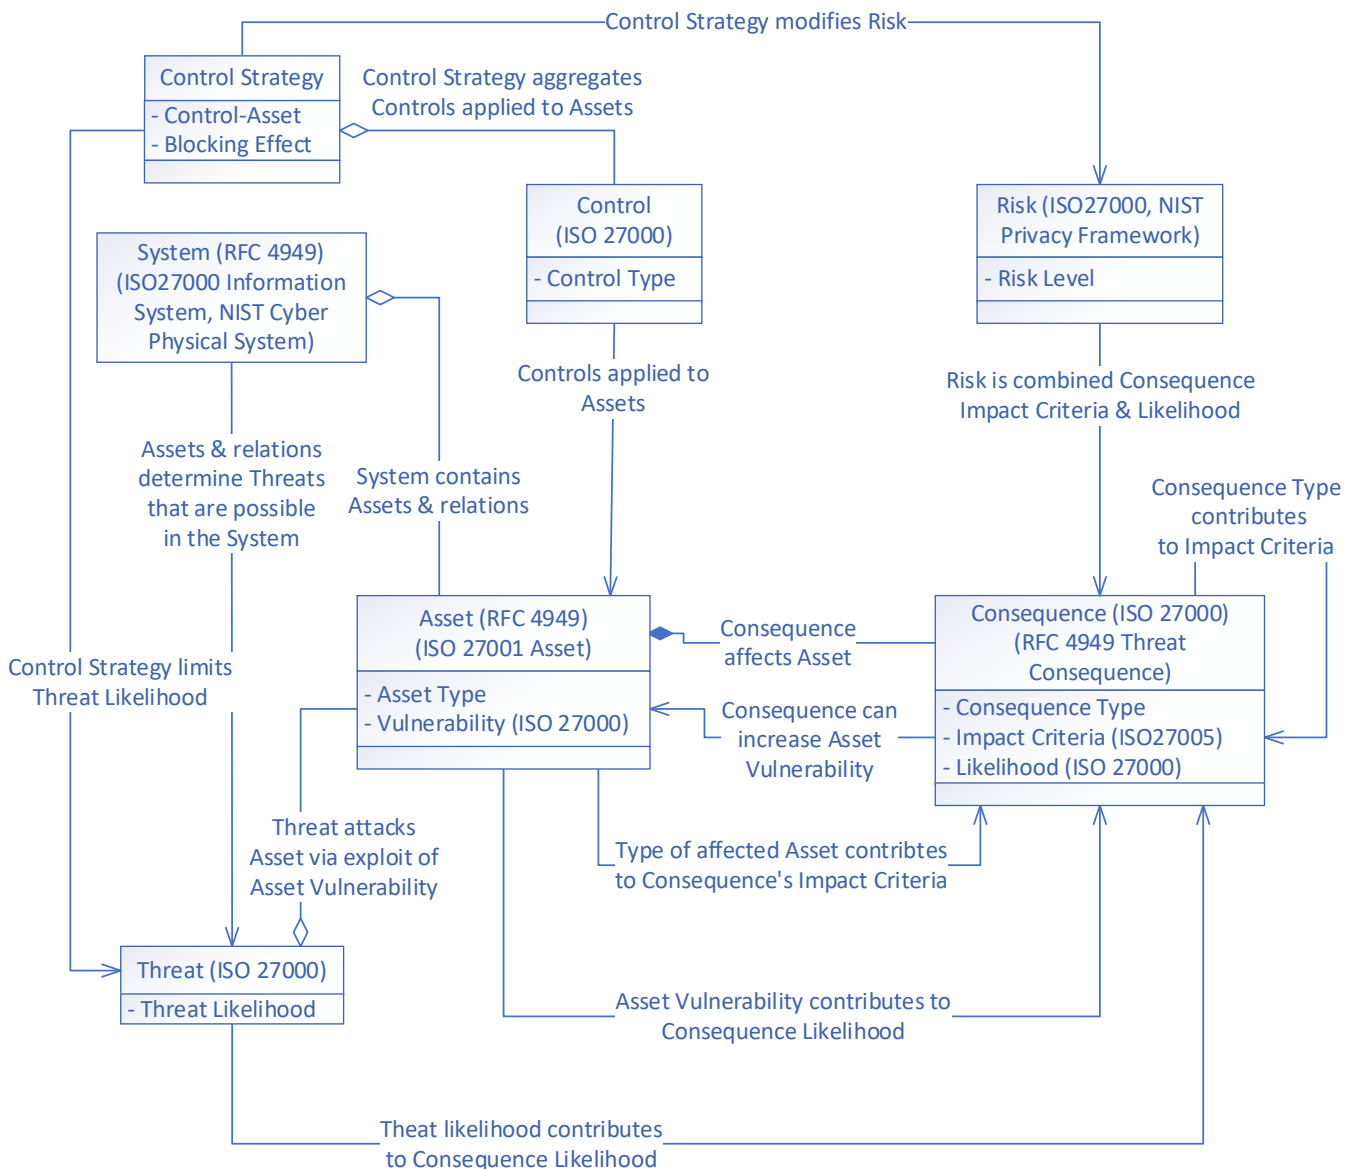 Control Strategy modifies Risk
Control Strategy
- Control-Asset
- Blocking Effect
Control Strategy aggregates
Controls applied to Assets
Control
(ISO 27000)
- Control Type
Risk (ISO27000, NIST
Privacy Framework)
- Risk Level
System (RFC 4949)
(ISO27000 Information
System, NIST Cyber
Physical System)
Controls applied to
Assets
Risk is combined Consequence
Impact Criteria & Likelihood
Assets & relations
determine Threats
that are possible
in the System
System contains
Assets & relations
Consequence Type
contributes
to Impact Criteria
Asset (RFC 4949)
(ISO 27001 Asset)
- Asset Type
- Vulnerability (ISO 27000)
Consequence
affects Asset
Consequence (ISO 27000)
(RFC 4949 Threat
Consequence)
- Consequence Type
- Impact Criteria (ISO27005)
- Likelihood (ISO 27000)
Control Strategy limits
Threat Likelihood
Consequence can
increase Asset
Vulnerability
Threat attacks
Asset via exploit of
Asset Vulnerability
Type of affected Asset contribtes
to Consequence's Impact Criteria
Threat (ISO 27000)
- Threat Likelihood
Asset Vulnerability contributes to
Consequence Likelihood
Theat likelihood contributes
to Consequence Likelihood